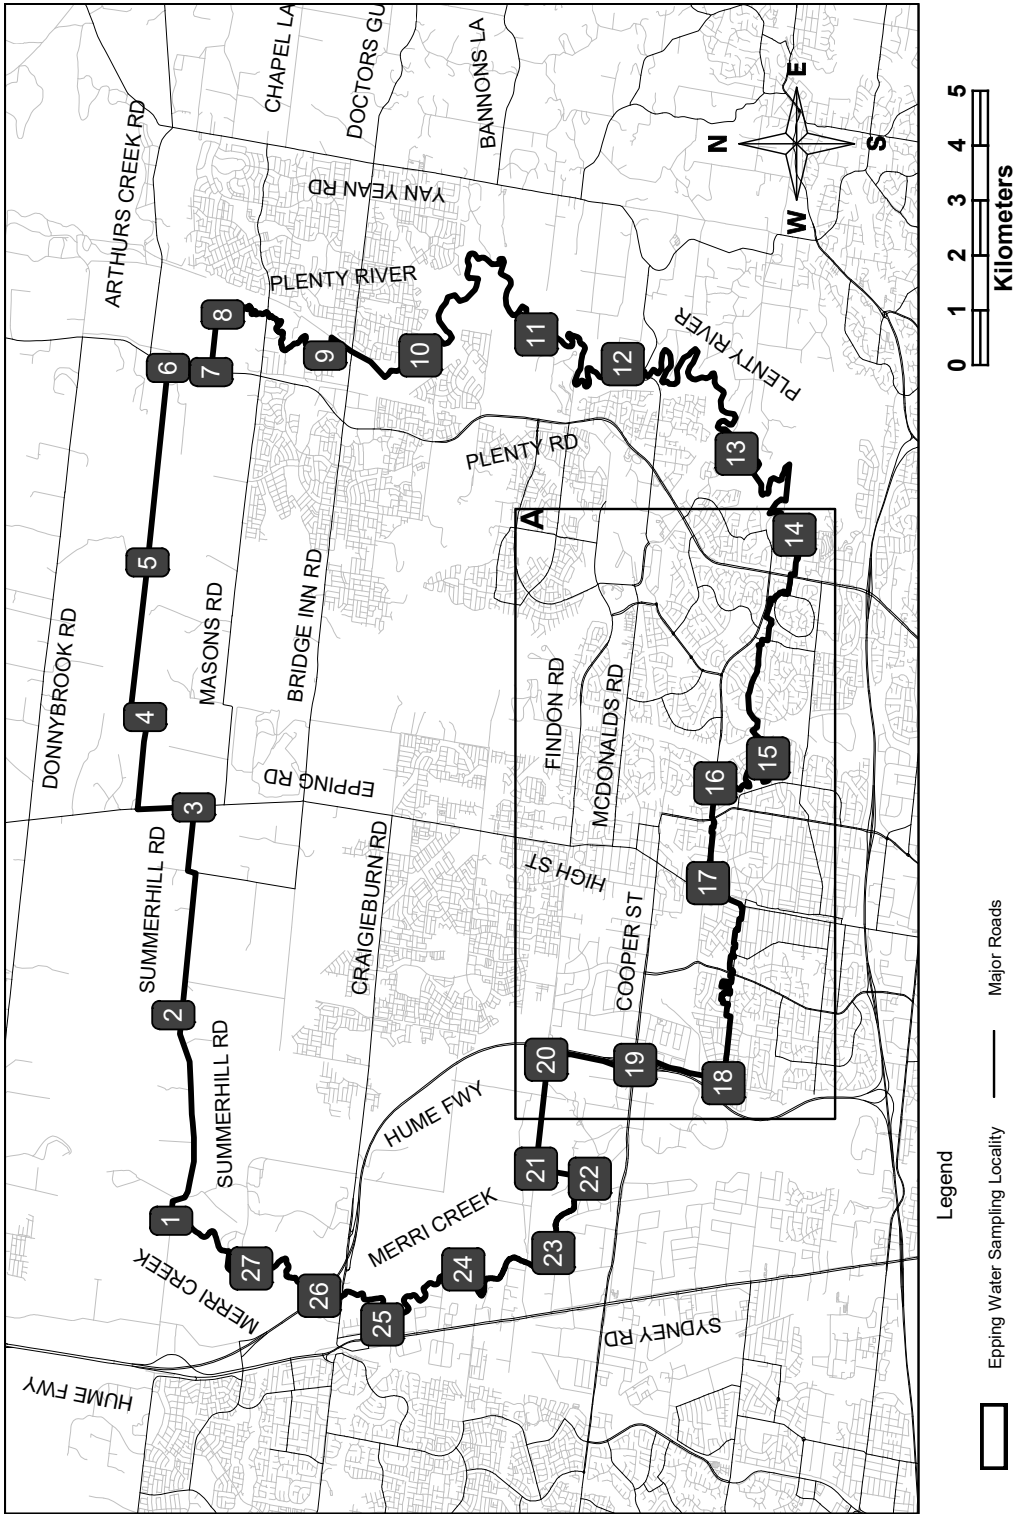 ARTHURS CREEK RD
CHAPEL LA
DOCTORS GU
BANNONS LA
YAN YEAN RD
PLENTY RIVER
DONNYBROOK RD
MASONS RD
BRIDGE INN RD
PLENTY RD
PLENTY RIVER
SUMMERHILL RD
EPPING RD
CRAIGIEBURN RD
FINDON RD
MCDONALDS RD
HIGH ST
COOPER ST
A
SUMMERHILL RD
HUME FWY
MERRI CREEK
MERRI CREEK
HUME FWY
SYDNEY RD
1
2
3
4
5
6
7
8
9
10
11
12
13
14
15
16
17
18
19
20
21
22
23
24
25
26
27
N
W E
S
0 1 2 3 4 5
Kilometers
Legend
Epping Water Sampling Locality
Major Roads